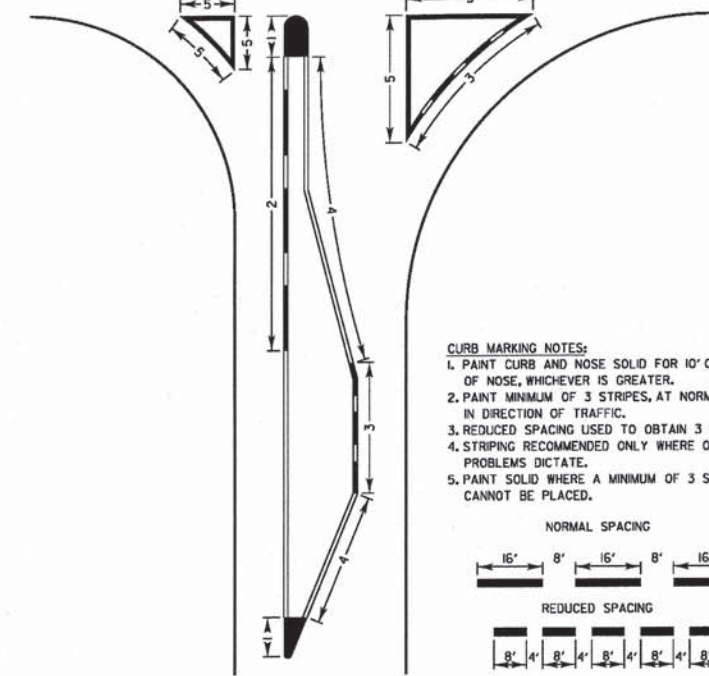 5
5
5
1
2
4
3
4
1
5
5
3
CURB MARKING NOTES:
1. PAINT CURB AND NOSE SOLID FOR 10'
OF NOSE, WHICHEVER IS GREATER.
2. PAINT MINIMUM OF 3 STRIPES, AT
IN DIRECTION OF TRAFFIC.
3. REDUCED SPACING USED TO OBTAIN 3
4. STRIPING RECOMMENDED ONLY WHERE
PROBLEMS DICTATE.
5. PAINT SOLID WHERE A MINIMUM OF 3
CANNOT BE PLACED.
NORMAL SPACING
16' 8' 16' 8' 16
REDUCED SPACING
8' 4' 8' 4' 8' 4' 8' 4' 8